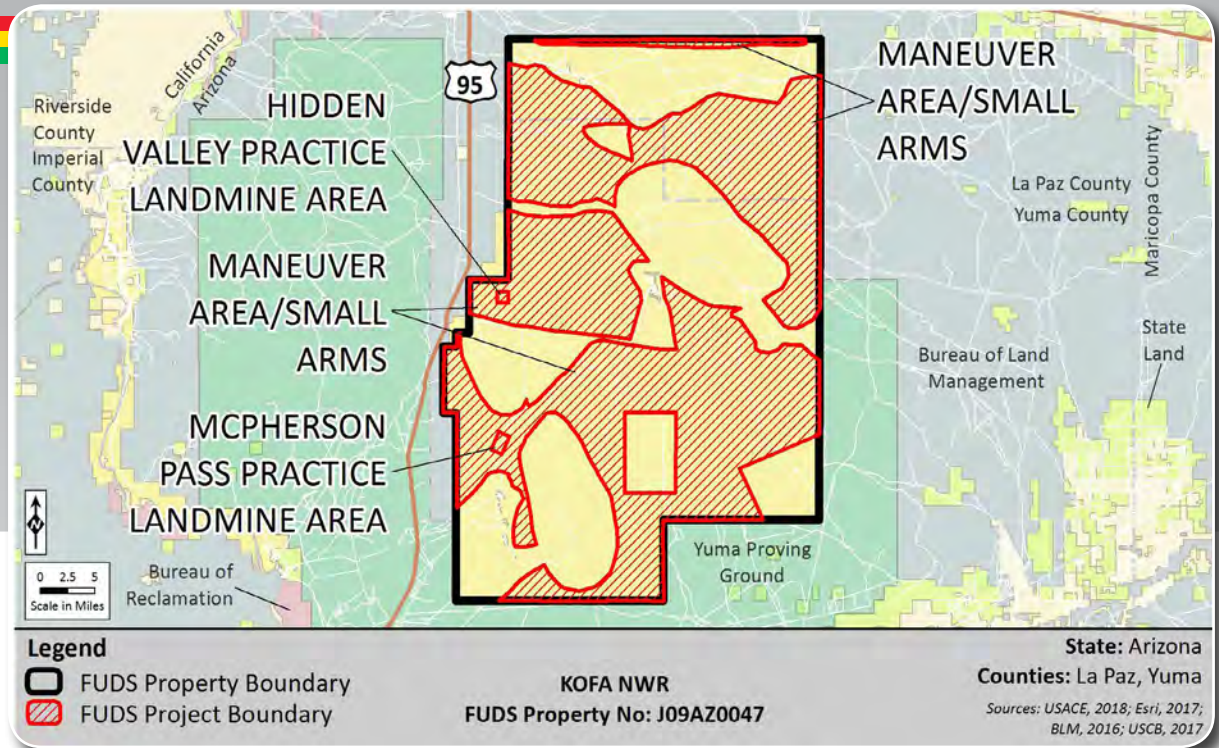 California
Arizona
95
MANEUVER
AREA/SMALL
ARMS
Riverside
County
Imperial
County
HIDDEN
VALLEY PRACTICE
LANDMINE AREA
La Paz County
Yuma County
Maricopa County
MANEUVER
AREA/SMALL
ARMS
State
Land
Bureau of Land
Management
MCPHERSON
PASS PRACTICE
LANDMINE AREA
N
Yuma Proving
Ground
0 2.5 5
Scale in Miles
Bureau of
Reclamation
Legend
FUDS Property Boundary
FUDS Project Boundary
KOFA NWR
FUDS Property No: J09AZ0047
State: Arizona
Counties: La Paz, Yuma
Sources: USACE, 2018; Esri, 2017;
BLM, 2016; USCB, 2017